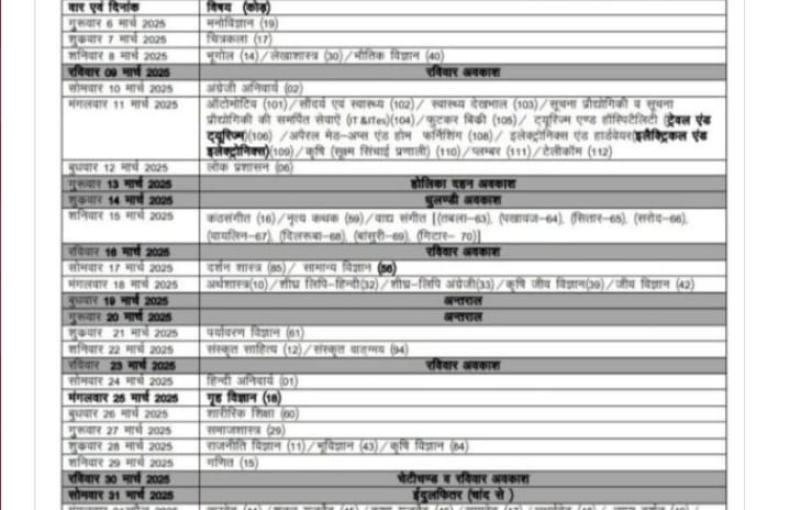 वार एवं दिनांक विषय (कोड)
गुरूवार 6 मार्च 2025 मनोविज्ञान (19)
शुक्रवार 7 मार्च 2025 चित्रकला (17)
शनिवार 8 मार्च 2025 भूगोल (14)/लेखाशास्त्र (30)/भौतिक विज्ञान (40)
रविवार 09 मार्च 2025 रविवार अवकाश
सोमवार 10 मार्च 2025 अंग्रेजी अनिवार्य (02)
मंगलवार 11 मार्च 2025 ऑटोमोटिव (101)/सौंदर्य एवं स्वास्थ्य (102)/ स्वास्थ्य देखभाल (103)/सूचना प्रौद्योगिकी व सूचना
प्रौद्योगिकी की समर्पित सेवाऐं (IT &ITes)(104)/ फुटकर बिक्री (105)/ टयूरिज्म एण्ड हॉस्पिटेलिटी (ट्रेवल एंड
टयूरिज्म)(106) /अपैरल मेड-अप्स एंड होम फर्निशिंग (108)/ इलेक्ट्रोनिक्स एंड हार्डवेयर(इलैक्ट्रिकल एंड
इलेक्ट्रोनिक्स)(109)/कृषि (सूक्ष्म सिंचाई प्रणाली) (110)/प्लम्बर (111)/टेलीकॉम (112)
बुधवार 12 मार्च 2025 लोक प्रशासन (06)
गुरूवार 13 मार्च 2025 होलिका दहन अवकाश
शुक्रवार 14 मार्च 2025 धुलण्डी अवकाश
शनिवार 15 मार्च 2025 कंठसंगीत (16)/नृत्य कथक (59)/वाद्य संगीत [(तबला-63), (पखावज-64), (सितार-65), (सरोद-66),
(वायलिन-67), (दिलरूबा-68), (बांसुरी-69), (गिटार- 70)]
रविवार 16 मार्च 2025 रविवार अवकाश
सोमवार 17 मार्च 2025 दर्शन शास्त्र (85)/ सामान्य विज्ञान (86)
मंगलवार 18 मार्च 2025 अर्थशास्त्र(10)/शीघ्र लिपि-हिन्दी(32)/शीघ्र-लिपि अंग्रेजी(33)/कृषि जीव विज्ञान(39)/जीव विज्ञान (42)
बुधवार 19 मार्च 2025 अन्तराल
गुरूवार 20 मार्च 2025 अन्तराल
शुक्रवार 21 मार्च 2025 पर्यावरण विज्ञान (61)
शनिवार 22 मार्च 2025 संस्कृत साहित्य (12)/संस्कृत वाङ्गमय (94)
रविवार 23 मार्च 2025 रविवार अवकाश
सोमवार 24 मार्च 2025 हिन्दी अनिवार्य (01)
मंगलवार 25 मार्च 2025 गृह विज्ञान (18)
बुधवार 26 मार्च 2025 शारीरिक शिक्षा (60)
गुरूवार 27 मार्च 2025 समाजशास्त्र (29)
शुक्रवार 28 मार्च 2025 राजनीति विज्ञान (11)/भूविज्ञान (43)/कृषि विज्ञान (84)
शनिवार 29 मार्च 2025 गणित (15)
रविवार 30 मार्च 2025 चेटीचण्ड व रविवार अवकाश
सोमवार 31 मार्च 2025 ईदुलफितर (चांद से )